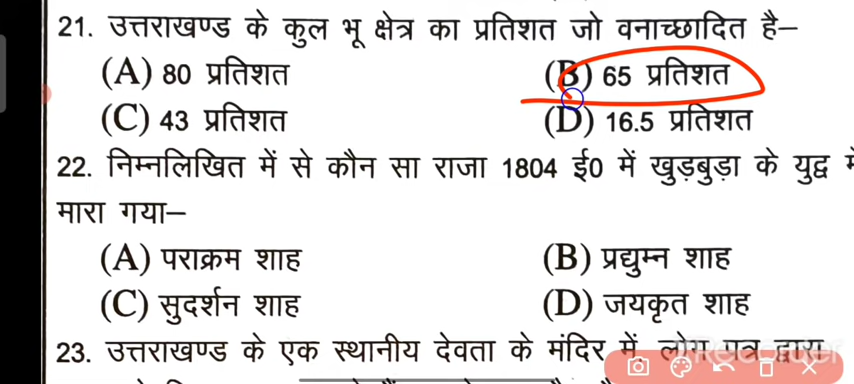 21. उत्तराखण्ड के कुल भू क्षेत्र का प्रतिशत जो वनाच्छादित है–
(A) 80 प्रतिशत (B) 65 प्रतिशत
(C) 43 प्रतिशत (D) 16.5 प्रतिशत
22. निम्नलिखित में से कौन सा राजा 1804 ई0 में खुड़बुड़ा के युद्व में
मारा गया–
(A) पराक्रम शाह (B) प्रद्युम्न शाह
(C) सुदर्शन शाह (D) जयकृत शाह
23. उत्तराखण्ड के एक स्थानीय देवता के मंदिर में, लोग पत्र द्वारा